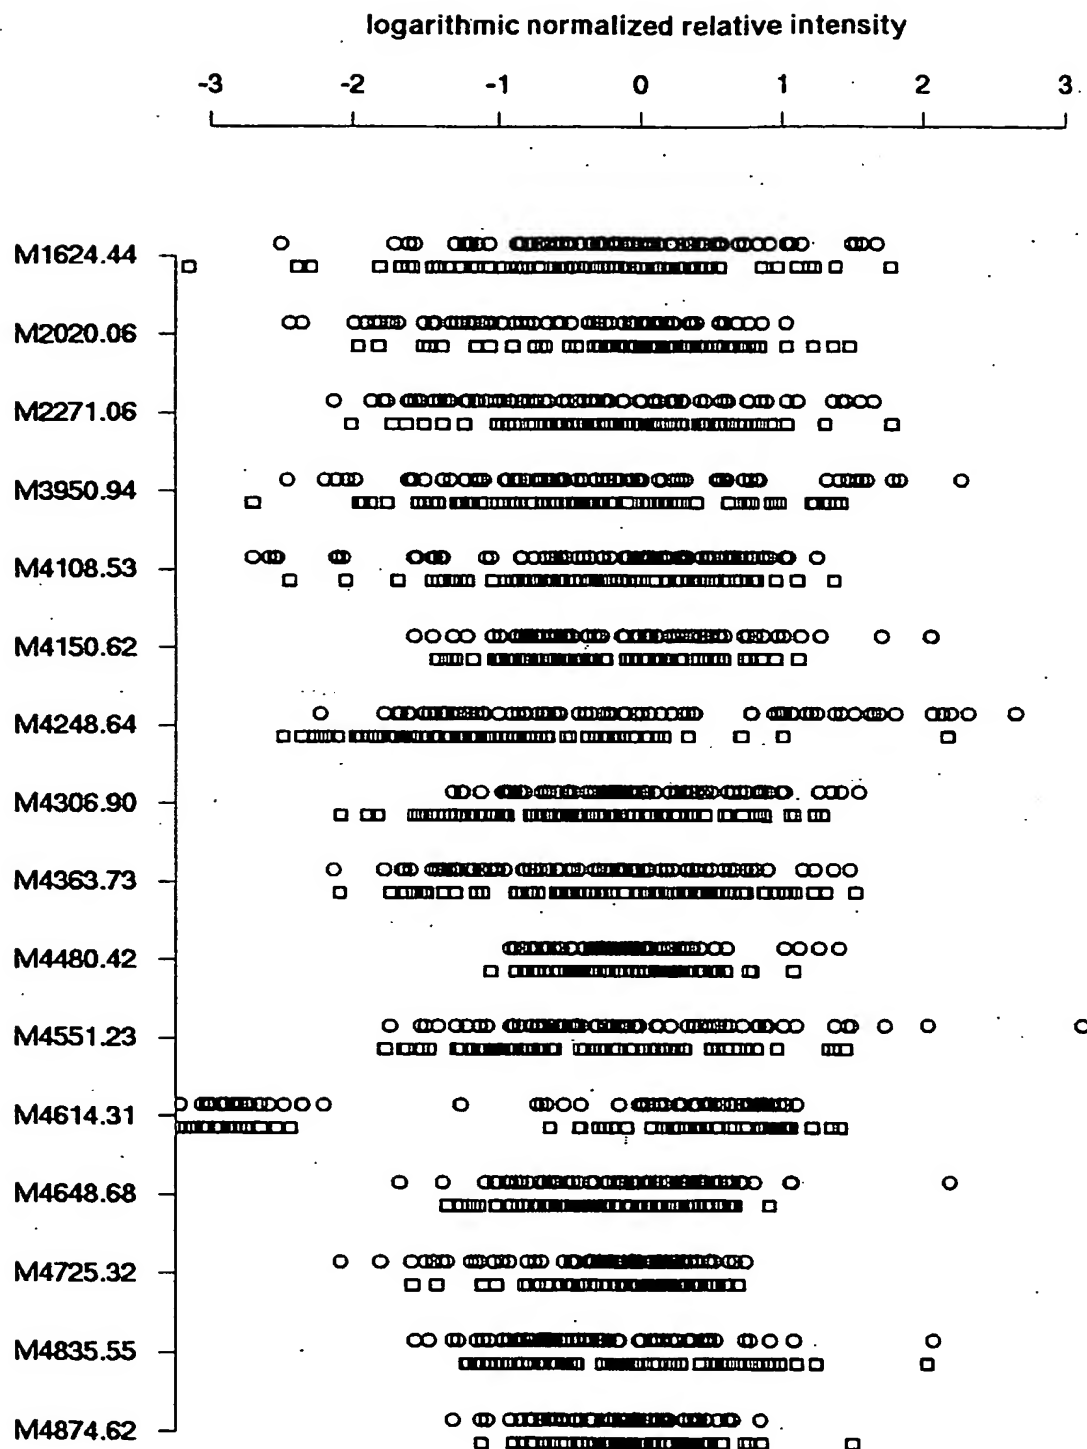 logarithmic normalized relative intensity
-3 -2 -1 0 1 2 3
M1624.44
M2020.06
M2271.06
M3950.94
M4108.53
M4150.62
M4248.64
M4306.90
M4363.73
M4480.42
M4551.23
M4614.31
M4648.68
M4725.32
M4835.55
M4874.62